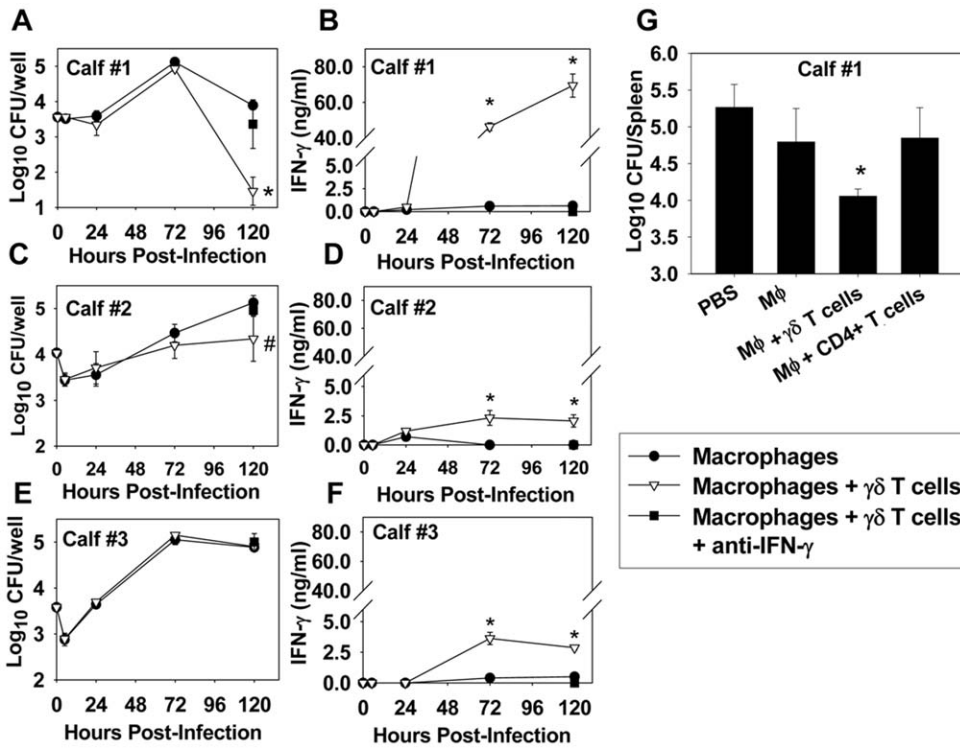 A
Calf #1
Log10 CFU/well
5
4
3
2
1
0 24 48 72 96 120
Hours Post-Infection
B
Calf #1
IFN-γ (ng/ml)
80.0
60.0
40.0
5.0
2.5
0.0
* *
0 24 48 72 96 120
Hours Post-Infection
*
C
Calf #2
Log10 CFU/well
5
4
3
2
#
0 24 48 72 96 120
Hours Post-Infection
D
Calf #2
IFN-γ (ng/ml)
80.0
60.0
40.0
5.0
2.5
0.0
* *
0 24 48 72 96 120
Hours Post-Infection
E
Calf #3
Log10 CFU/well
5
4
3
2
0 24 48 72 96 120
Hours Post-Infection
F
Calf #3
IFN-γ (ng/ml)
80.0
60.0
40.0
5.0
2.5
0.0
* *
0 24 48 72 96 120
Hours Post-Infection
G
Calf #1
Log10 CFU/Spleen
6.0
5.5
5.0
4.5
4.0
3.5
3.0
*
PBS
Mϕ
Mϕ + γδ T cells
Mϕ + CD4+ T cells
Macrophages
Macrophages + γδ T cells
Macrophages + γδ T cells
+ anti-IFN-γ